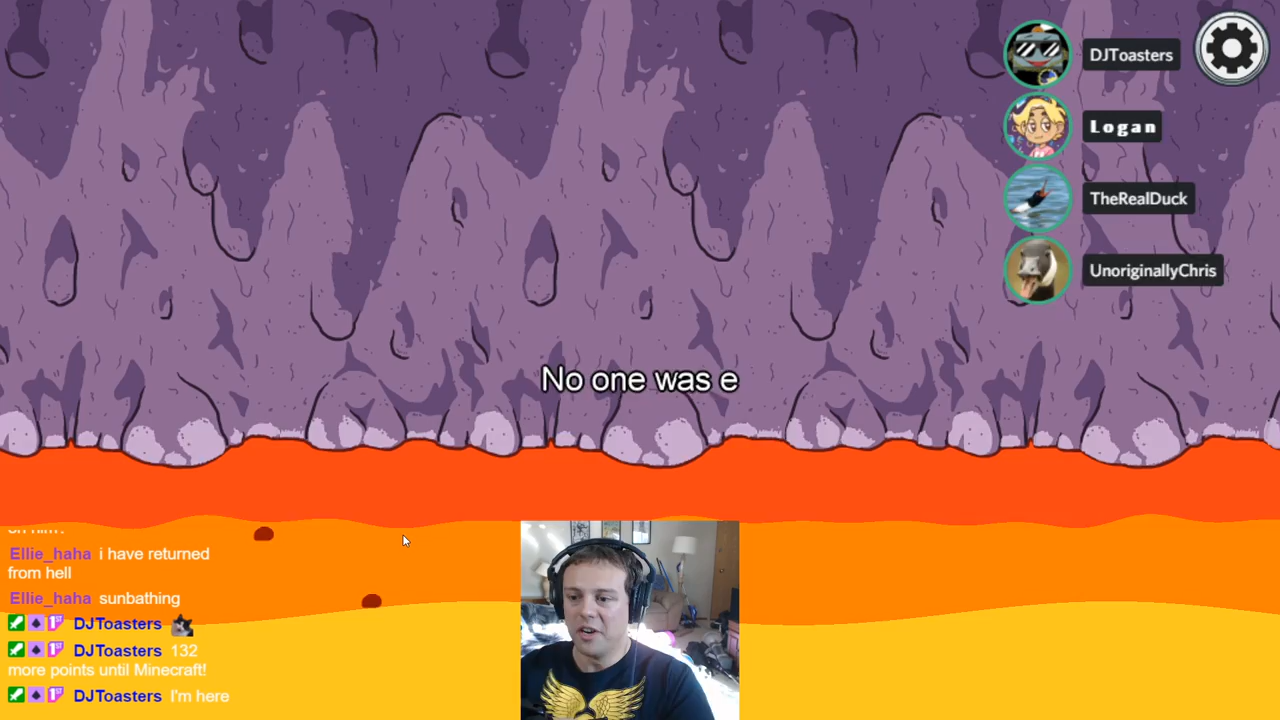 DJToasters
Logan
TheRealDuck
UnoriginallyChris
No one was e
Ellie_haha i have returned
from hell
Ellie_haha sunbathing
DJToasters
DJToasters 132
more points until Minecraft!
DJToasters I'm here